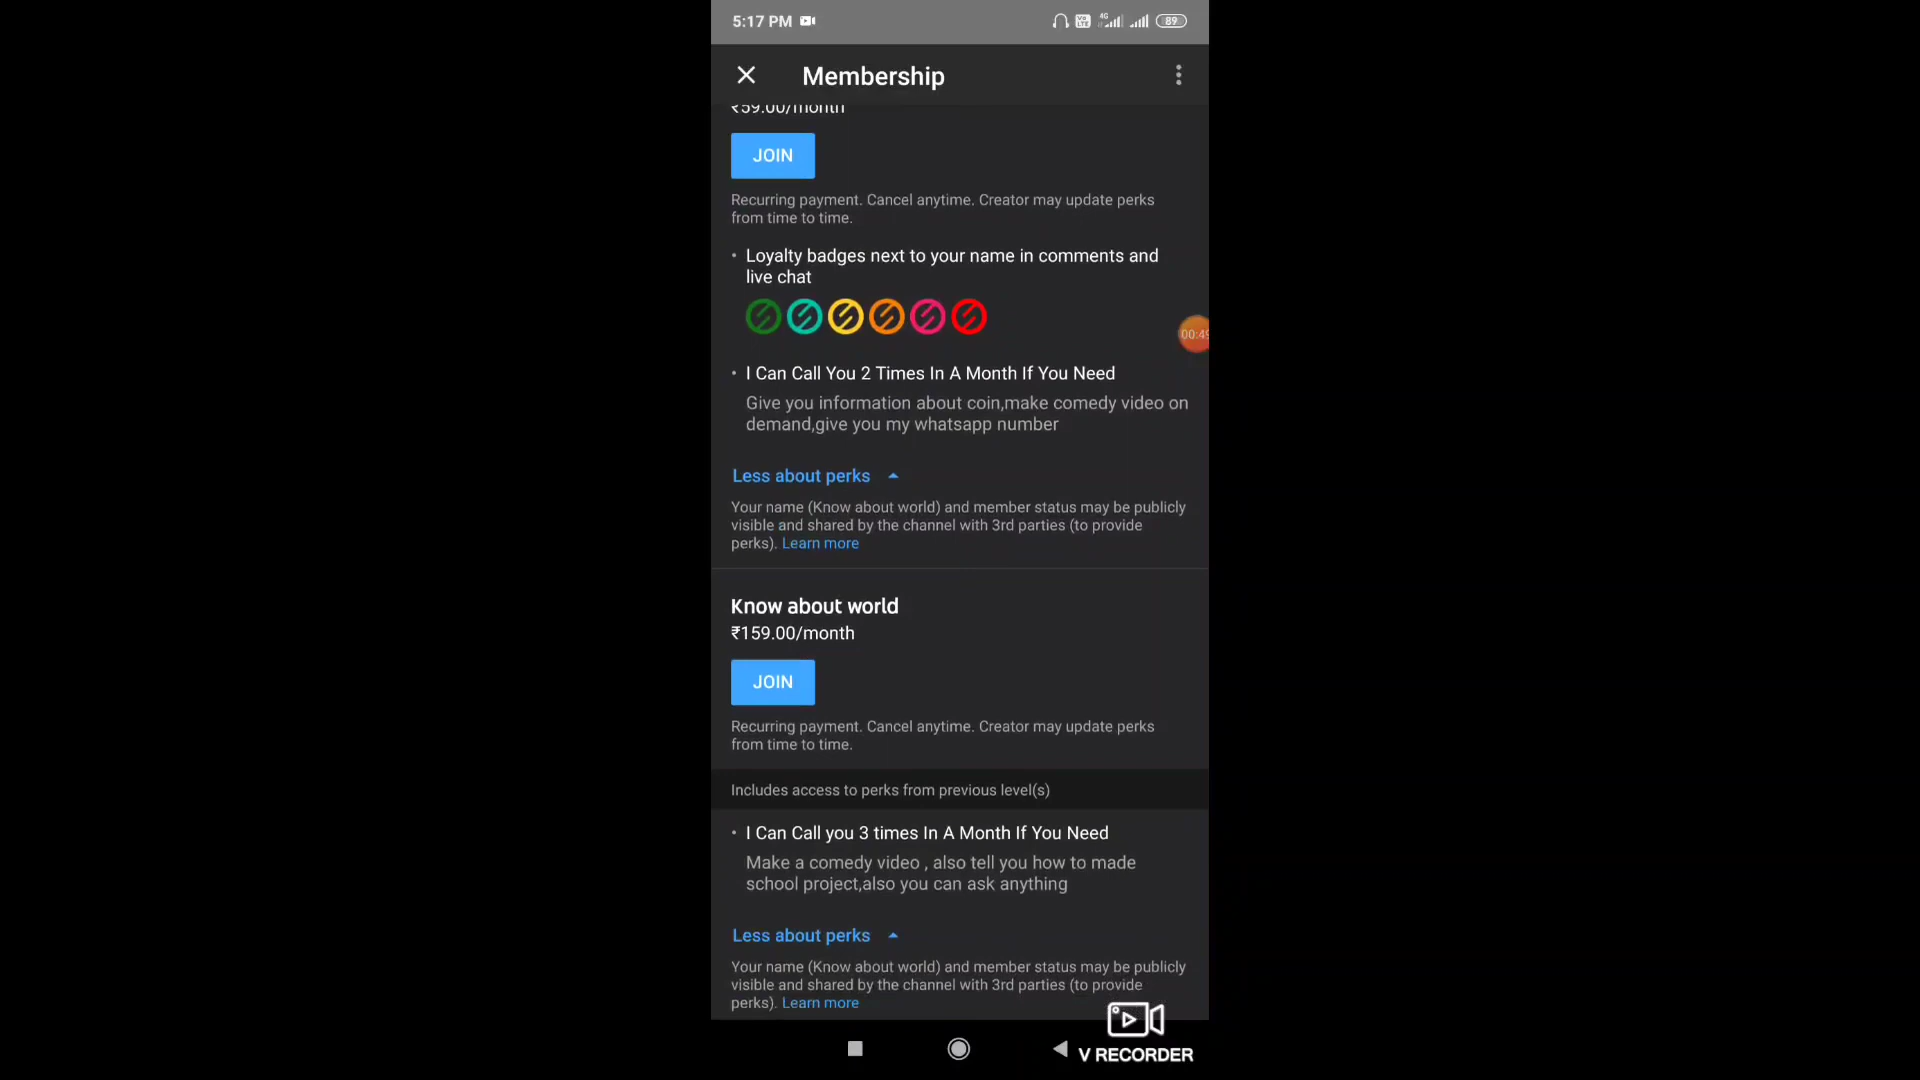 5:17 PM
4G
89
Membership
₹59.00/month
JOIN
Recurring payment. Cancel anytime. Creator may update perks
from time to time.
• Loyalty badges next to your name in comments and
live chat
00:49
• I Can Call You 2 Times In A Month If You Need
Give you information about coin,make comedy video on
demand,give you my whatsapp number
Less about perks
Your name (Know about world) and member status may be publicly
visible and shared by the channel with 3rd parties (to provide
perks). Learn more
Know about world
₹159.00/month
JOIN
Recurring payment. Cancel anytime. Creator may update perks
from time to time.
Includes access to perks from previous level(s)
• I Can Call you 3 times In A Month If You Need
Make a comedy video , also tell you how to made
school project,also you can ask anything
Less about perks
Your name (Know about world) and member status may be publicly
visible and shared by the channel with 3rd parties (to provide
perks). Learn more
V RECORDER